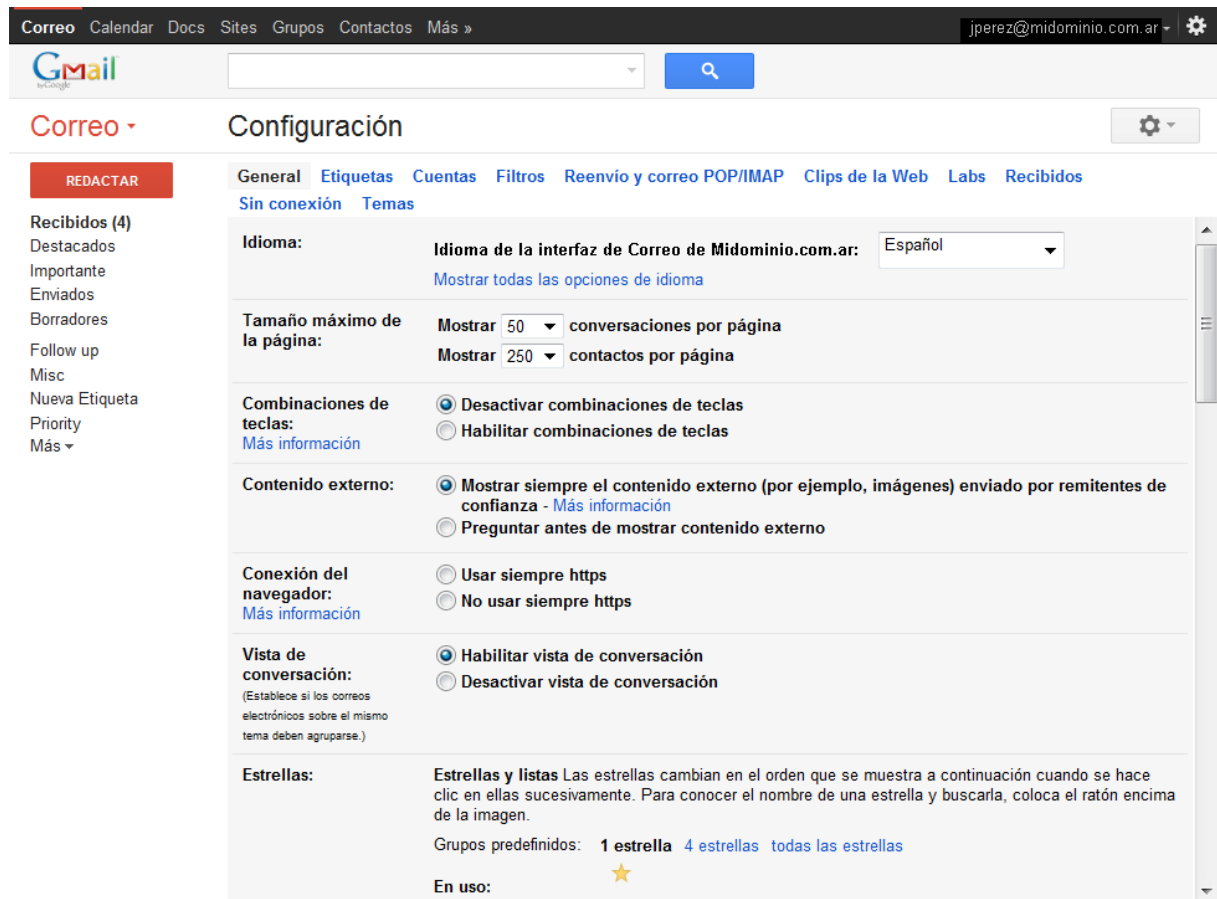 Correo Calendar Docs Sites Grupos Contactos Más »
jperez@midominio.com.ar
Gmail
by Google
Correo
Configuración
REDACTAR
Recibidos (4)
Destacados
Importante
Enviados
Borradores
Follow up
Misc
Nueva Etiqueta
Priority
Más
General Etiquetas Cuentas Filtros Reenvío y correo POP/IMAP Clips de la Web Labs Recibidos
Sin conexión Temas
Idioma:
Idioma de la interfaz de Correo de Midominio.com.ar: Español
Mostrar todas las opciones de idioma
Tamaño máximo de
la página:
Mostrar 50 conversaciones por página
Mostrar 250 contactos por página
Combinaciones de
teclas:
Más información
Desactivar combinaciones de teclas
Habilitar combinaciones de teclas
Contenido externo:
Mostrar siempre el contenido externo (por ejemplo, imágenes) enviado por remitentes de
confianza - Más información
Preguntar antes de mostrar contenido externo
Conexión del
navegador:
Más información
Usar siempre https
No usar siempre https
Vista de
conversación:
(Establece si los correos
electrónicos sobre el mismo
tema deben agruparse.)
Habilitar vista de conversación
Desactivar vista de conversación
Estrellas:
Estrellas y listas Las estrellas cambian en el orden que se muestra a continuación cuando se hace
clic en ellas sucesivamente. Para conocer el nombre de una estrella y buscarla, coloca el ratón encima
de la imagen.
Grupos predefinidos: 1 estrella 4 estrellas todas las estrellas
En uso: